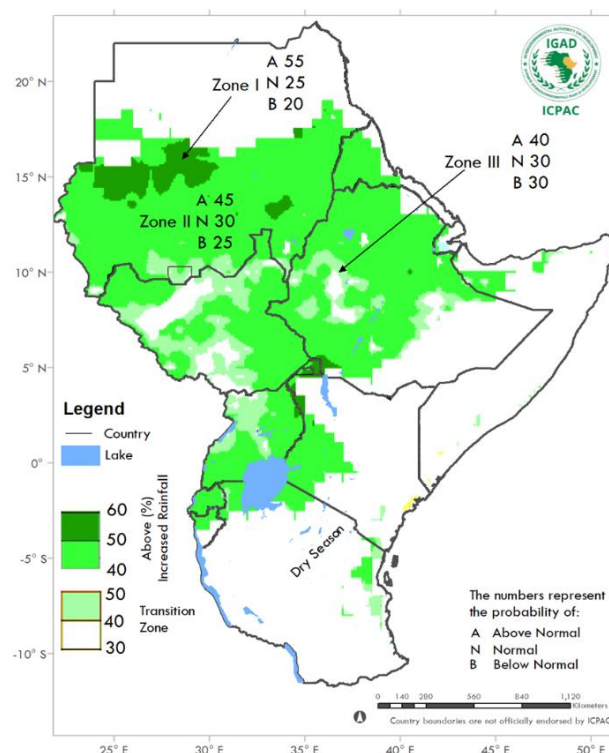 IGAD
ICPAC
20° N
15° N
10° N
5° N
0°
-5° S
-10° S
A 55
Zone I N 25
B 20
A 40
Zone III N 30
B 30
A 45
Zone II N 30
B 25
Legend
Country
Lake
60
50
40
Above (%)
Increased Rainfall
50
40
30
Transition
Zone
Dry Season
The numbers represent
the probability of:
A Above Normal
N Normal
B Below Normal
0 140 280 560 840 1,120
Kilometers
Country boundaries are not officially endorsed by ICPAC
25° E 30° E 35° E 40° E 45° E 50° E